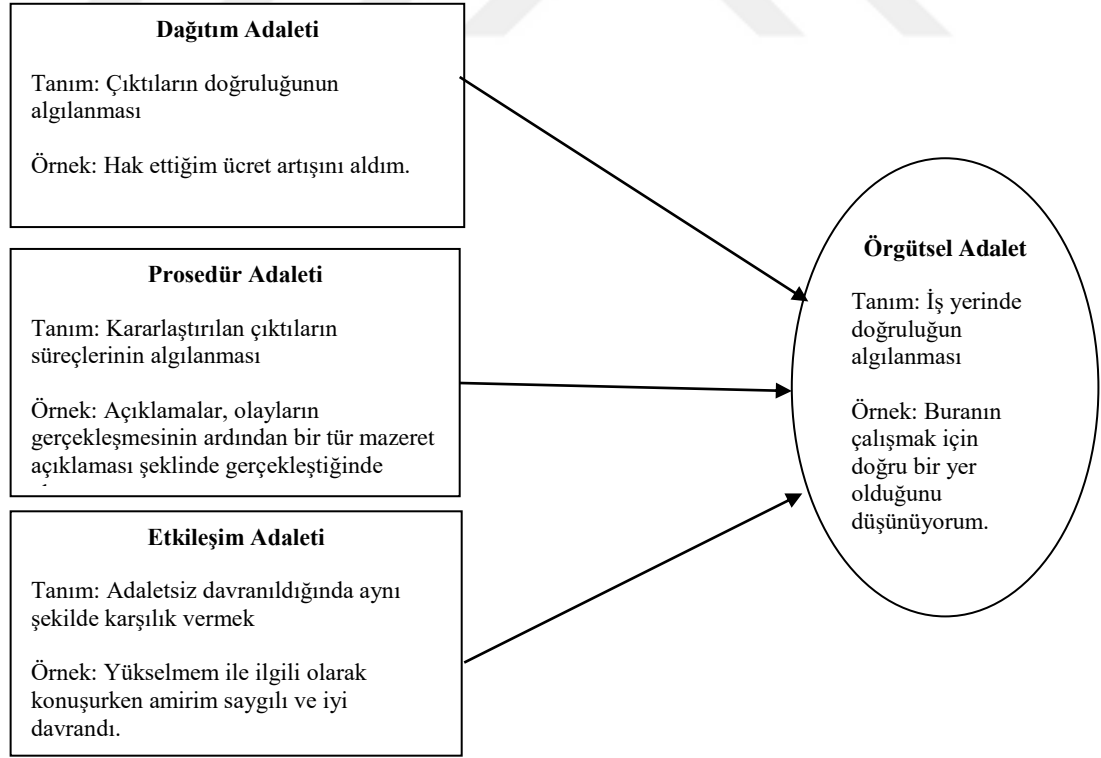 Dağıtım Adaleti
Tanım: Çıktıların doğruluğunun
algılanması
Örnek: Hak ettiğim ücret artışını aldım.
Prosedür Adaleti
Tanım: Kararlaştırılan çıktıların
süreçlerinin algılanması
Örnek: Açıklamalar, olayların
gerçekleşmesinin ardından bir tür mazeret
açıklaması şeklinde gerçekleştiğinde
Etkileşim Adaleti
Tanım: Adaletsiz davranıldığında aynı
şekilde karşılık vermek
Örnek: Yükselmem ile ilgili olarak
konuşurken amirim saygılı ve iyi
davrandı.
Örgütsel Adalet
Tanım: İş yerinde
doğruluğun
algılanması
Örnek: Buranın
çalışmak için
doğru bir yer
olduğunu
düşünüyorum.